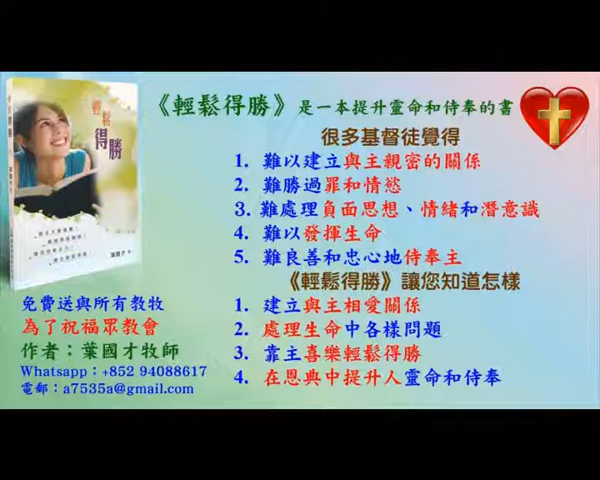 《輕鬆得勝》是一本提升靈命和侍奉的書
很多基督徒覺得
1. 難以建立與主親密的關係
2. 難勝過罪和情慾
3. 難處理負面思想、情緒和潛意識
4. 難以發揮生命
5. 難良善和忠心地侍奉主
《輕鬆得勝》讓您知道怎樣
1. 建立與主相愛關係
2. 處理生命中各樣問題
3. 靠主喜樂輕鬆得勝
4. 在恩典中提升人靈命和侍奉
輕鬆
得勝
免費送與所有教牧
為了祝福眾教會
作者：葉國才牧師
Whatsapp：+852 94088617
電郵：a7535a@gmail.com